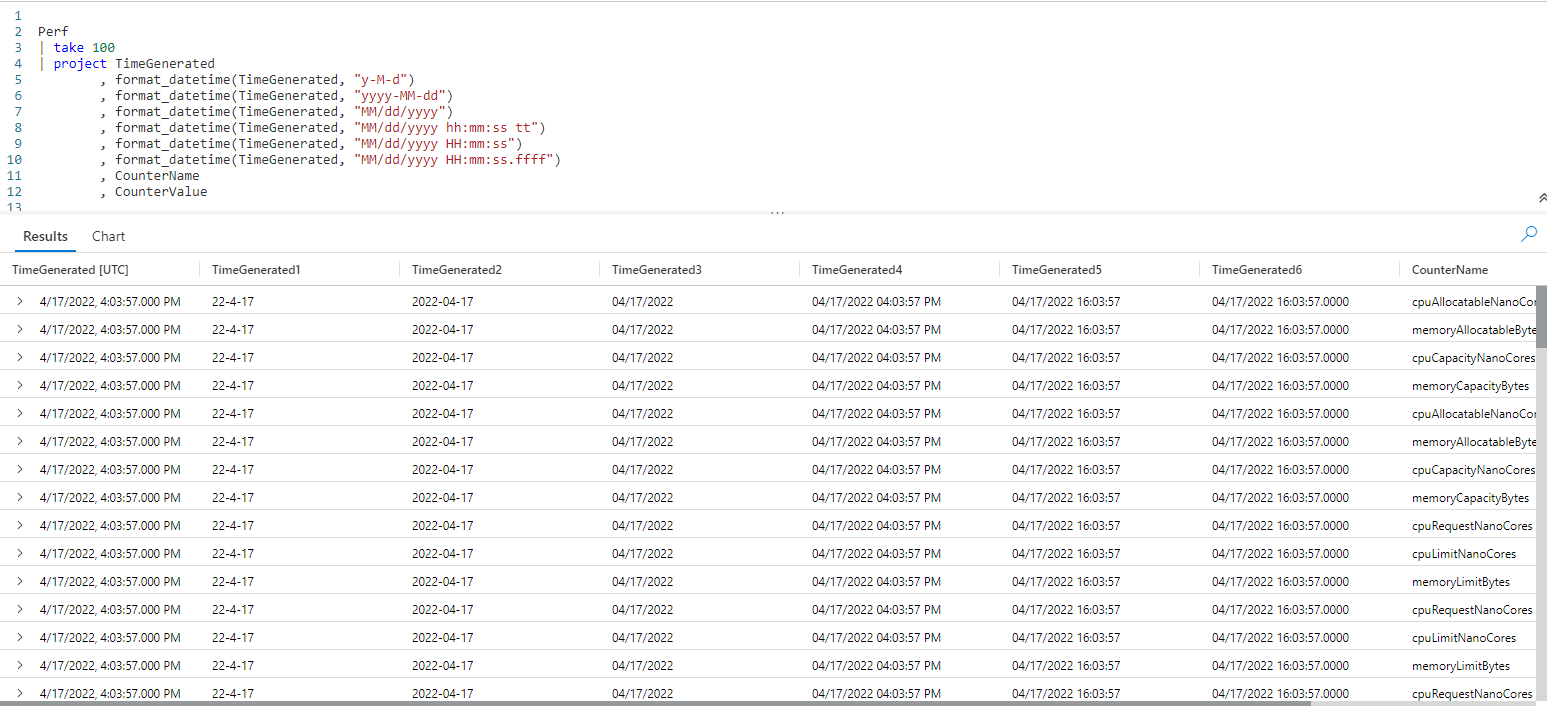 1
2 Perf
3 | take 100
4 | project TimeGenerated
5 , format_datetime(TimeGenerated, "y-M-d")
6 , format_datetime(TimeGenerated, "yyyy-MM-dd")
7 , format_datetime(TimeGenerated, "MM/dd/yyyy")
8 , format_datetime(TimeGenerated, "MM/dd/yyyy hh:mm:ss tt")
9 , format_datetime(TimeGenerated, "MM/dd/yyyy HH:mm:ss")
10 , format_datetime(TimeGenerated, "MM/dd/yyyy HH:mm:ss.ffff")
11 , CounterName
12 , CounterValue
13
Results Chart
TimeGenerated [UTC] TimeGenerated1 TimeGenerated2 TimeGenerated3 TimeGenerated4 TimeGenerated5 TimeGenerated6 CounterName
4/17/2022, 4:03:57.000 PM 22-4-17 2022-04-17 04/17/2022 04/17/2022 04:03:57 PM 04/17/2022 16:03:57 04/17/2022 16:03:57.0000 cpuAllocatableNanoCor
4/17/2022, 4:03:57.000 PM 22-4-17 2022-04-17 04/17/2022 04/17/2022 04:03:57 PM 04/17/2022 16:03:57 04/17/2022 16:03:57.0000 memoryAllocatableByte
4/17/2022, 4:03:57.000 PM 22-4-17 2022-04-17 04/17/2022 04/17/2022 04:03:57 PM 04/17/2022 16:03:57 04/17/2022 16:03:57.0000 cpuCapacityNanoCores
4/17/2022, 4:03:57.000 PM 22-4-17 2022-04-17 04/17/2022 04/17/2022 04:03:57 PM 04/17/2022 16:03:57 04/17/2022 16:03:57.0000 memoryCapacityBytes
4/17/2022, 4:03:57.000 PM 22-4-17 2022-04-17 04/17/2022 04/17/2022 04:03:57 PM 04/17/2022 16:03:57 04/17/2022 16:03:57.0000 cpuAllocatableNanoCor
4/17/2022, 4:03:57.000 PM 22-4-17 2022-04-17 04/17/2022 04/17/2022 04:03:57 PM 04/17/2022 16:03:57 04/17/2022 16:03:57.0000 memoryAllocatableByte
4/17/2022, 4:03:57.000 PM 22-4-17 2022-04-17 04/17/2022 04/17/2022 04:03:57 PM 04/17/2022 16:03:57 04/17/2022 16:03:57.0000 cpuCapacityNanoCores
4/17/2022, 4:03:57.000 PM 22-4-17 2022-04-17 04/17/2022 04/17/2022 04:03:57 PM 04/17/2022 16:03:57 04/17/2022 16:03:57.0000 memoryCapacityBytes
4/17/2022, 4:03:57.000 PM 22-4-17 2022-04-17 04/17/2022 04/17/2022 04:03:57 PM 04/17/2022 16:03:57 04/17/2022 16:03:57.0000 cpuRequestNanoCores
4/17/2022, 4:03:57.000 PM 22-4-17 2022-04-17 04/17/2022 04/17/2022 04:03:57 PM 04/17/2022 16:03:57 04/17/2022 16:03:57.0000 cpuLimitNanoCores
4/17/2022, 4:03:57.000 PM 22-4-17 2022-04-17 04/17/2022 04/17/2022 04:03:57 PM 04/17/2022 16:03:57 04/17/2022 16:03:57.0000 memoryLimitBytes
4/17/2022, 4:03:57.000 PM 22-4-17 2022-04-17 04/17/2022 04/17/2022 04:03:57 PM 04/17/2022 16:03:57 04/17/2022 16:03:57.0000 cpuRequestNanoCores
4/17/2022, 4:03:57.000 PM 22-4-17 2022-04-17 04/17/2022 04/17/2022 04:03:57 PM 04/17/2022 16:03:57 04/17/2022 16:03:57.0000 cpuLimitNanoCores
4/17/2022, 4:03:57.000 PM 22-4-17 2022-04-17 04/17/2022 04/17/2022 04:03:57 PM 04/17/2022 16:03:57 04/17/2022 16:03:57.0000 memoryLimitBytes
4/17/2022, 4:03:57.000 PM 22-4-17 2022-04-17 04/17/2022 04/17/2022 04:03:57 PM 04/17/2022 16:03:57 04/17/2022 16:03:57.0000 cpuRequestNanoCores